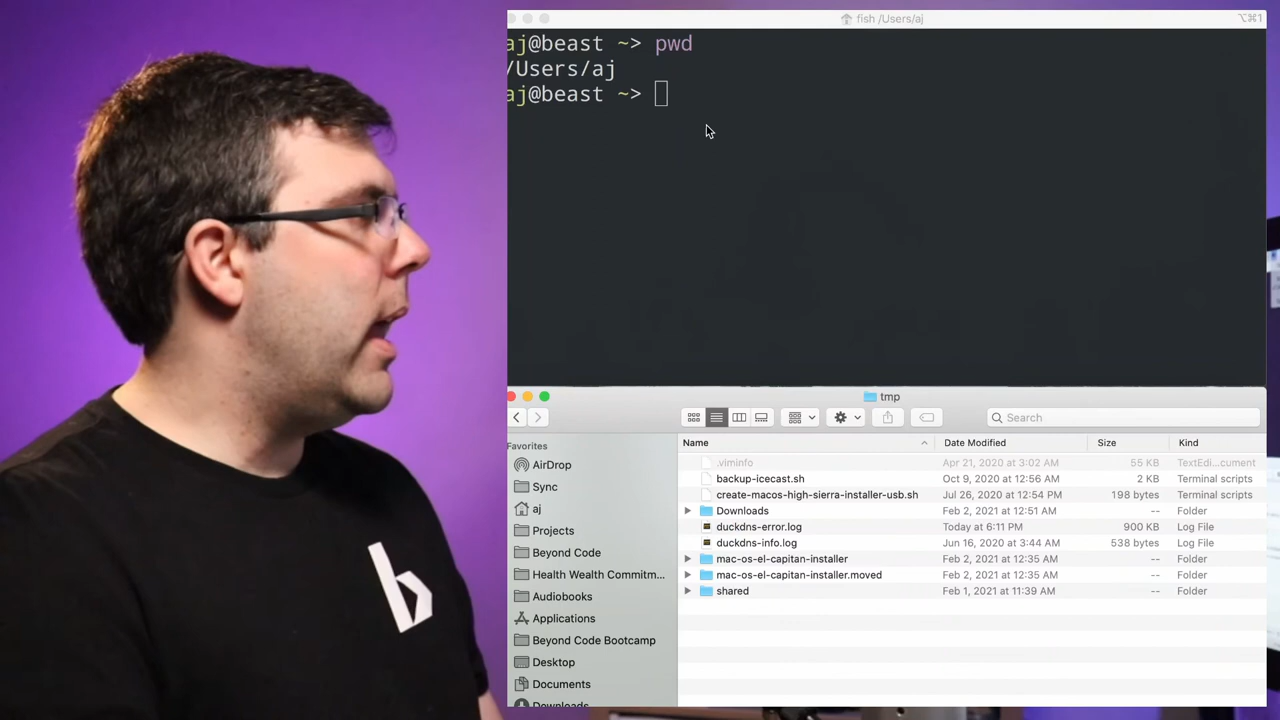 fish /Users/aj
⌥⌘1
aj@beast ~> pwd
/Users/aj
aj@beast ~>
tmp
Search
Favorites
AirDrop
Sync
aj
Projects
Beyond Code
Health Wealth Commitm...
Audiobooks
Applications
Beyond Code Bootcamp
Desktop
Documents
Downloads
Name Date Modified Size Kind
.viminfo Apr 21, 2020 at 3:02 AM 55 KB TextEdi...cument
backup-icecast.sh Oct 9, 2020 at 12:56 AM 2 KB Terminal scripts
create-macos-high-sierra-installer-usb.sh Jul 26, 2020 at 12:54 PM 198 bytes Terminal scripts
Downloads Feb 2, 2021 at 12:51 AM -- Folder
duckdns-error.log Today at 6:11 PM 900 KB Log File
duckdns-info.log Jun 16, 2020 at 3:44 AM 538 bytes Log File
mac-os-el-capitan-installer Feb 2, 2021 at 12:35 AM -- Folder
mac-os-el-capitan-installer.moved Feb 2, 2021 at 12:35 AM -- Folder
shared Feb 1, 2021 at 11:39 AM -- Folder
b